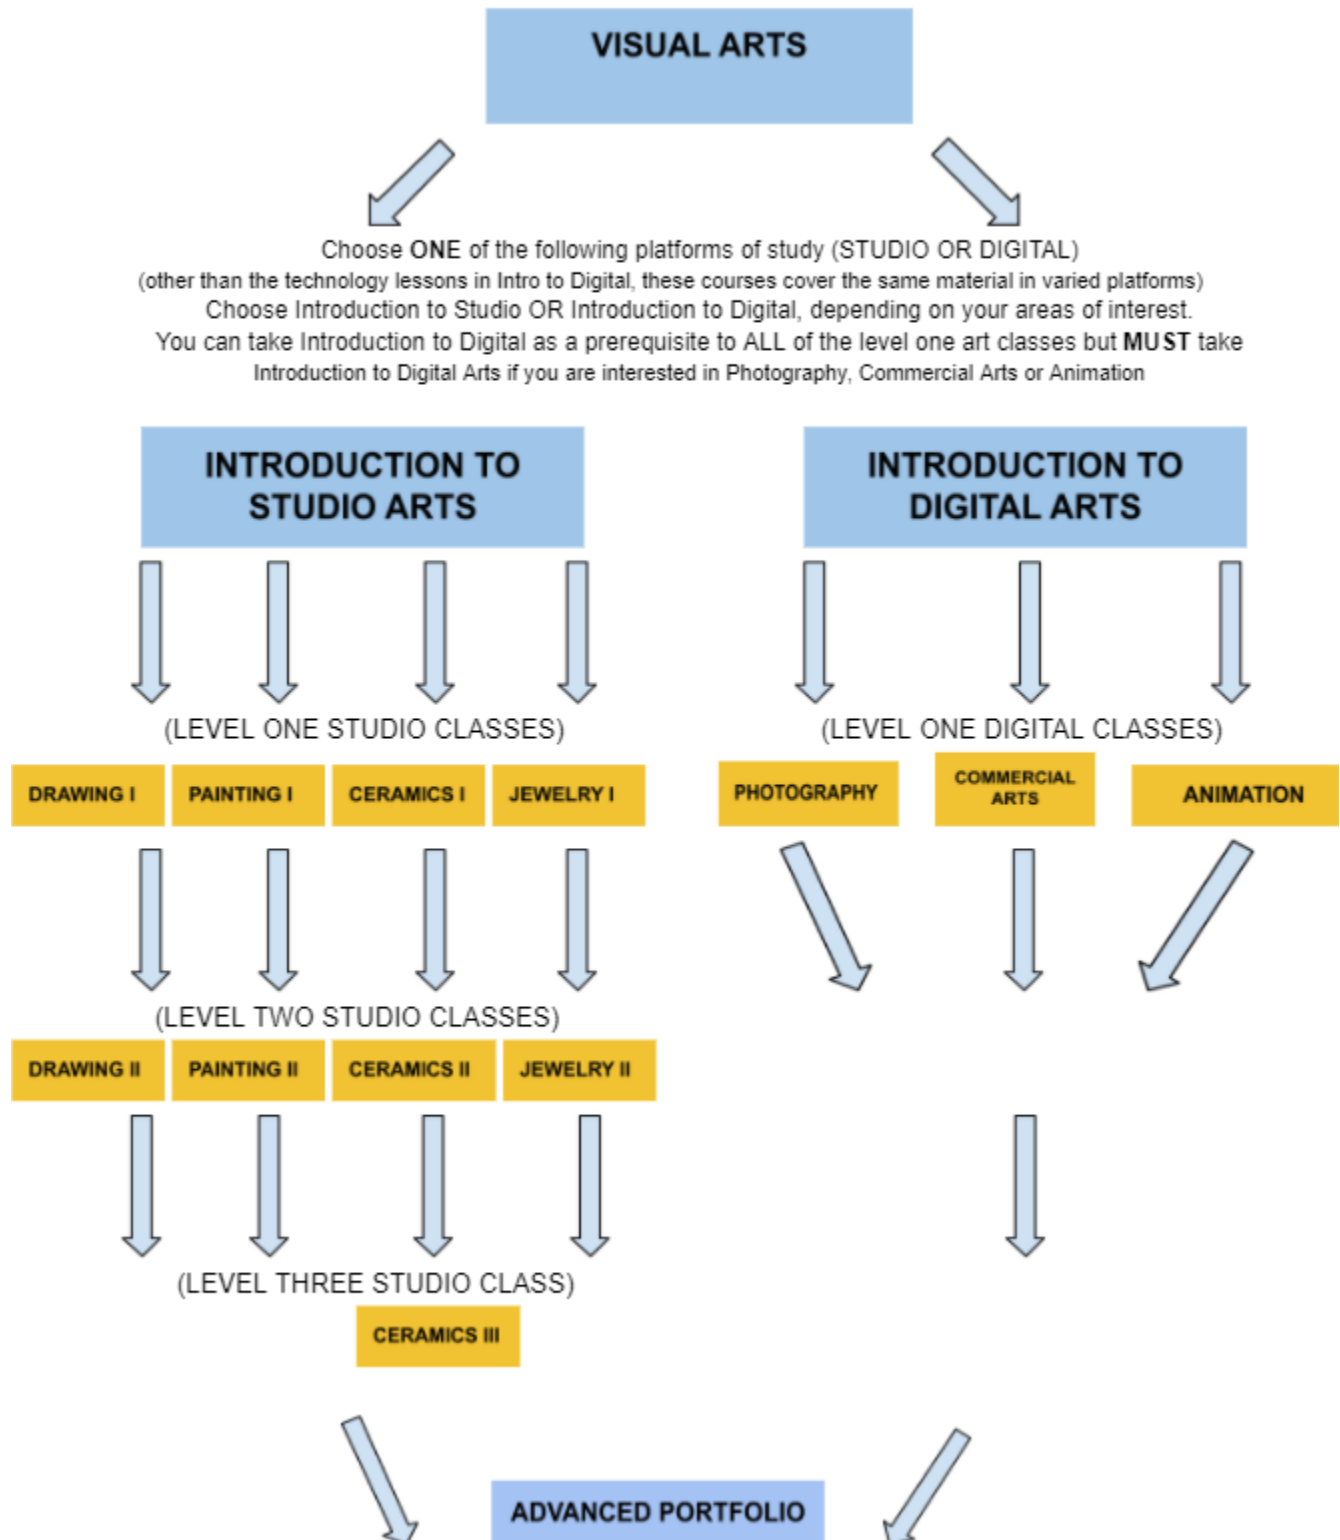 VISUAL ARTS
Choose ONE of the following platforms of study (STUDIO OR DIGITAL)
(other than the technology lessons in Intro to Digital, these courses cover the same material in varied platforms)
Choose Introduction to Studio OR Introduction to Digital, depending on your areas of interest.
You can take Introduction to Digital as a prerequisite to ALL of the level one art classes but MUST take
Introduction to Digital Arts if you are interested in Photography, Commercial Arts or Animation
INTRODUCTION TO
STUDIO ARTS
INTRODUCTION TO
DIGITAL ARTS
(LEVEL ONE STUDIO CLASSES)
(LEVEL ONE DIGITAL CLASSES)
DRAWING I
PAINTING I
CERAMICS I
JEWELRY I
PHOTOGRAPHY
COMMERCIAL
ARTS
ANIMATION
(LEVEL TWO STUDIO CLASSES)
DRAWING II
PAINTING II
CERAMICS II
JEWELRY II
(LEVEL THREE STUDIO CLASS)
CERAMICS III
ADVANCED PORTFOLIO